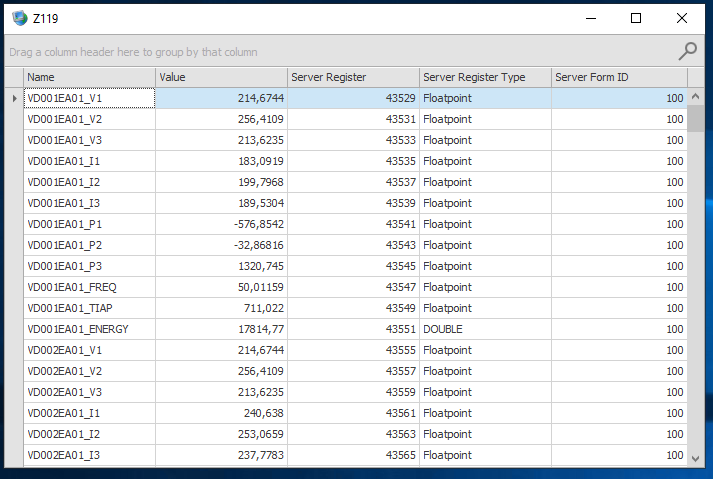 Z119
Drag a column header here to group by that column
Name Value Server Register Server Register Type Server Form ID
VD001EA01_V1 214,6744 43529 Floatpoint 100
VD001EA01_V2 256,4109 43531 Floatpoint 100
VD001EA01_V3 213,6235 43533 Floatpoint 100
VD001EA01_I1 183,0919 43535 Floatpoint 100
VD001EA01_I2 199,7968 43537 Floatpoint 100
VD001EA01_I3 189,5304 43539 Floatpoint 100
VD001EA01_P1 -576,8542 43541 Floatpoint 100
VD001EA01_P2 -32,86816 43543 Floatpoint 100
VD001EA01_P3 1320,745 43545 Floatpoint 100
VD001EA01_FREQ 50,01159 43547 Floatpoint 100
VD001EA01_TIAP 711,022 43549 Floatpoint 100
VD001EA01_ENERGY 17814,77 43551 DOUBLE 100
VD002EA01_V1 214,6744 43555 Floatpoint 100
VD002EA01_V2 256,4109 43557 Floatpoint 100
VD002EA01_V3 213,6235 43559 Floatpoint 100
VD002EA01_I1 240,638 43561 Floatpoint 100
VD002EA01_I2 253,0659 43563 Floatpoint 100
VD002EA01_I3 237,7783 43565 Floatpoint 100